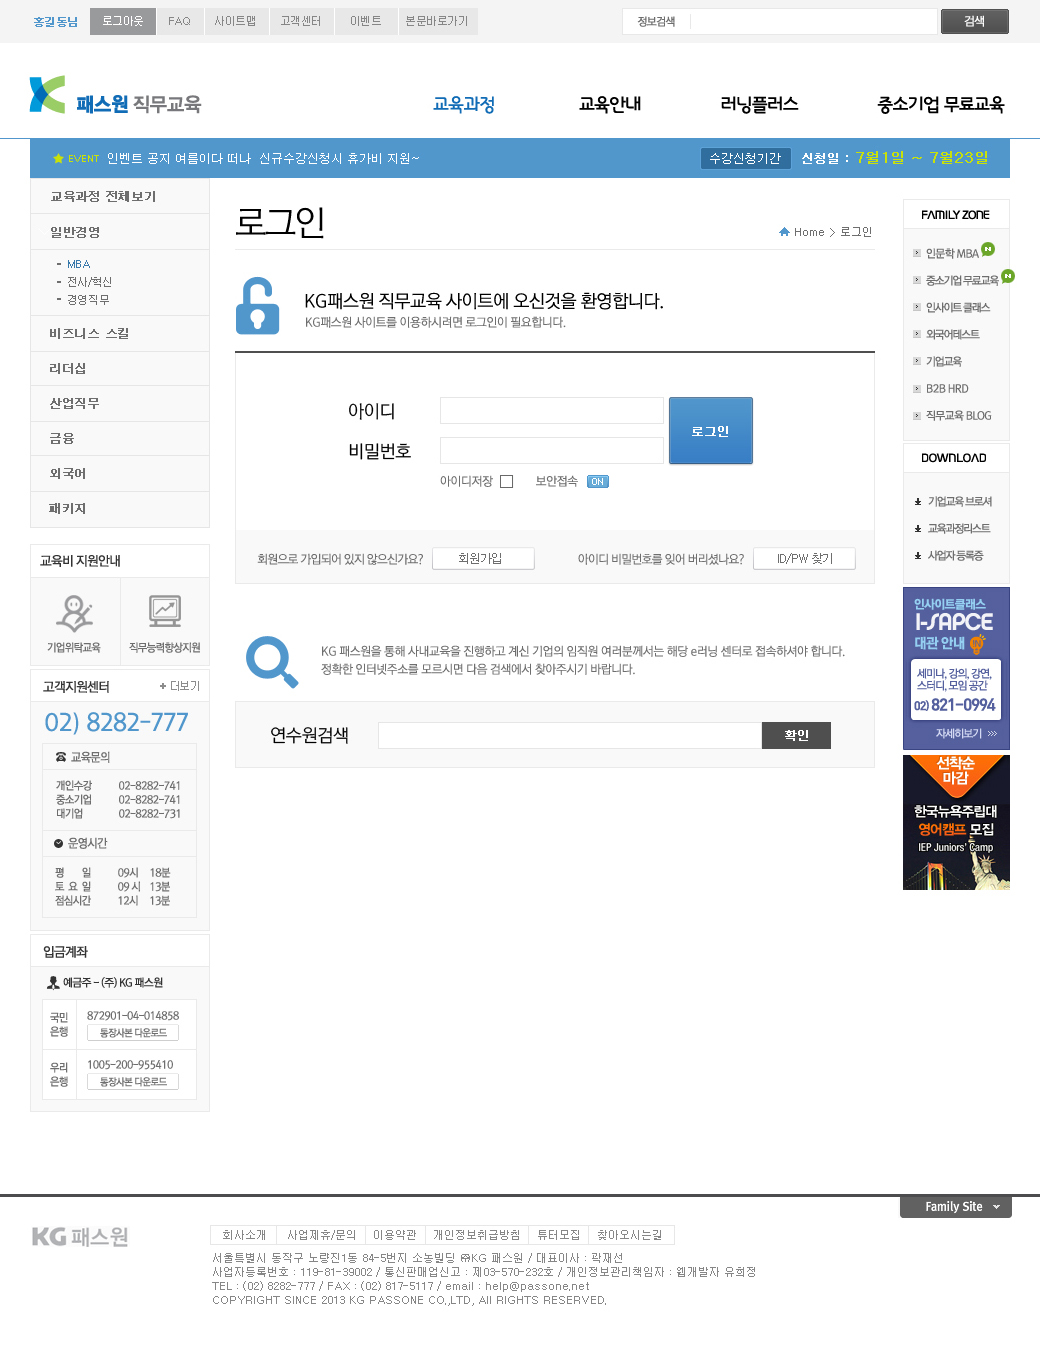 홍길동님 로그아웃 FAQ 사이트맵 고객센터 이벤트 본문바로가기 정보검색 검색
패스원 직무교육 교육과정 교육안내 러닝플러스 중소기업 무료교육
EVENT 인벤트 공지 여름이다 떠나 신규수강신청시 휴가비 지원~ 수강신청기간 신청일 : 7월1일 ~ 7월23일
교육과정 전체보기
일반경영
MBA
전사/혁신
경영직무
비즈니스 스킬
리더십
산업직무
금융
외국어
패키지
교육비 지원안내
기업위탁교육 직무능력향상지원
고객지원센터 + 더보기
02) 8282-777
교육문의
개인수강 02-8282-741
중소기업 02-8282-741
대기업 02-8282-731
운영시간
평 일 09시 18분
토 요 일 09 시 13분
점심시간 12시 13분
입금계좌
예금주 - (주) KG 패스원
국민은행 872901-04-014858
통장사본 다운로드
우리은행 1005-200-955410
통장사본 다운로드
로그인
Home > 로그인
KG패스원 직무교육 사이트에 오신것을 환영합니다.
KG패스원 사이트를 이용하시려면 로그인이 필요합니다.
아이디
비밀번호
로그인
아이디저장 보안접속 ON
회원으로 가입되어 있지 않으신가요? 회원가입 아이디 비밀번호를 잊어 버리셨나요? ID/PW 찾기
KG 패스원을 통해 사내교육을 진행하고 계신 기업의 임직원 여러분께서는 해당 e러닝 센터로 접속하셔야 합니다.
정확한 인터넷주소를 모르시면 다음 검색에서 찾아주시기 바랍니다.
연수원검색 확인
FAMILY ZONE
인문학 MBA N
중소기업 무료교육 N
인사이트 클래스
외국어테스트
기업교육
B2B HRD
직무교육 BLOG
DOWNLOAD
기업교육 브로셔
교육과정리스트
사업자 등록증
인사이트클래스
I-SAPCE
대관 안내
세미나, 강의, 강연,
스터디, 모임 공간
02) 821-0994
자세히보기 >>>
선착순
마감
한국뉴욕주립대
영어캠프 모집
IEP Juniors' Camp
Family Site
KG 패스원
회사소개 사업제휴/문의 이용약관 개인정보취급방침 튜터모집 찾아오시는길
서울특별시 동작구 노량진1동 84-5번지 소농빌딩 ㈜KG 패스원 / 대표이사 : 곽재선
사업자등록번호 : 119-81-39002 / 통신판매업신고 : 제03-570-232호 / 개인정보관리책임자 : 웹개발자 유희정
TEL : (02) 8282-777 / FAX : (02) 817-5117 / email : help@passone.net
COPYRIGHT SINCE 2013 KG PASSONE CO.,LTD, All RIGHTS RESERVED.